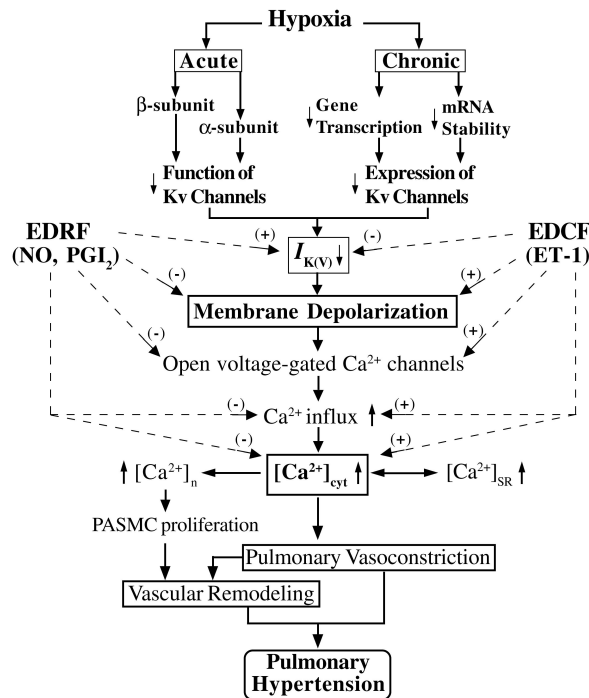 Hypoxia
Acute
Chronic
β-subunit
α-subunit
↓ Gene Transcription
↓ mRNA Stability
↓ Function of Kv Channels
↓ Expression of Kv Channels
EDRF
(NO, PGI₂)
EDCF
(ET-1)
(+)
(-)
I K(V) ↓
(-)
(+)
Membrane Depolarization
(-)
(+)
Open voltage-gated Ca²⁺ channels
(-)
Ca²⁺ influx ↑
(+)
(-)
(+)
↑ [Ca²⁺]n
[Ca²⁺]cyt ↑
[Ca²⁺]SR ↑
PASMC proliferation
Pulmonary Vasoconstriction
Vascular Remodeling
Pulmonary
Hypertension